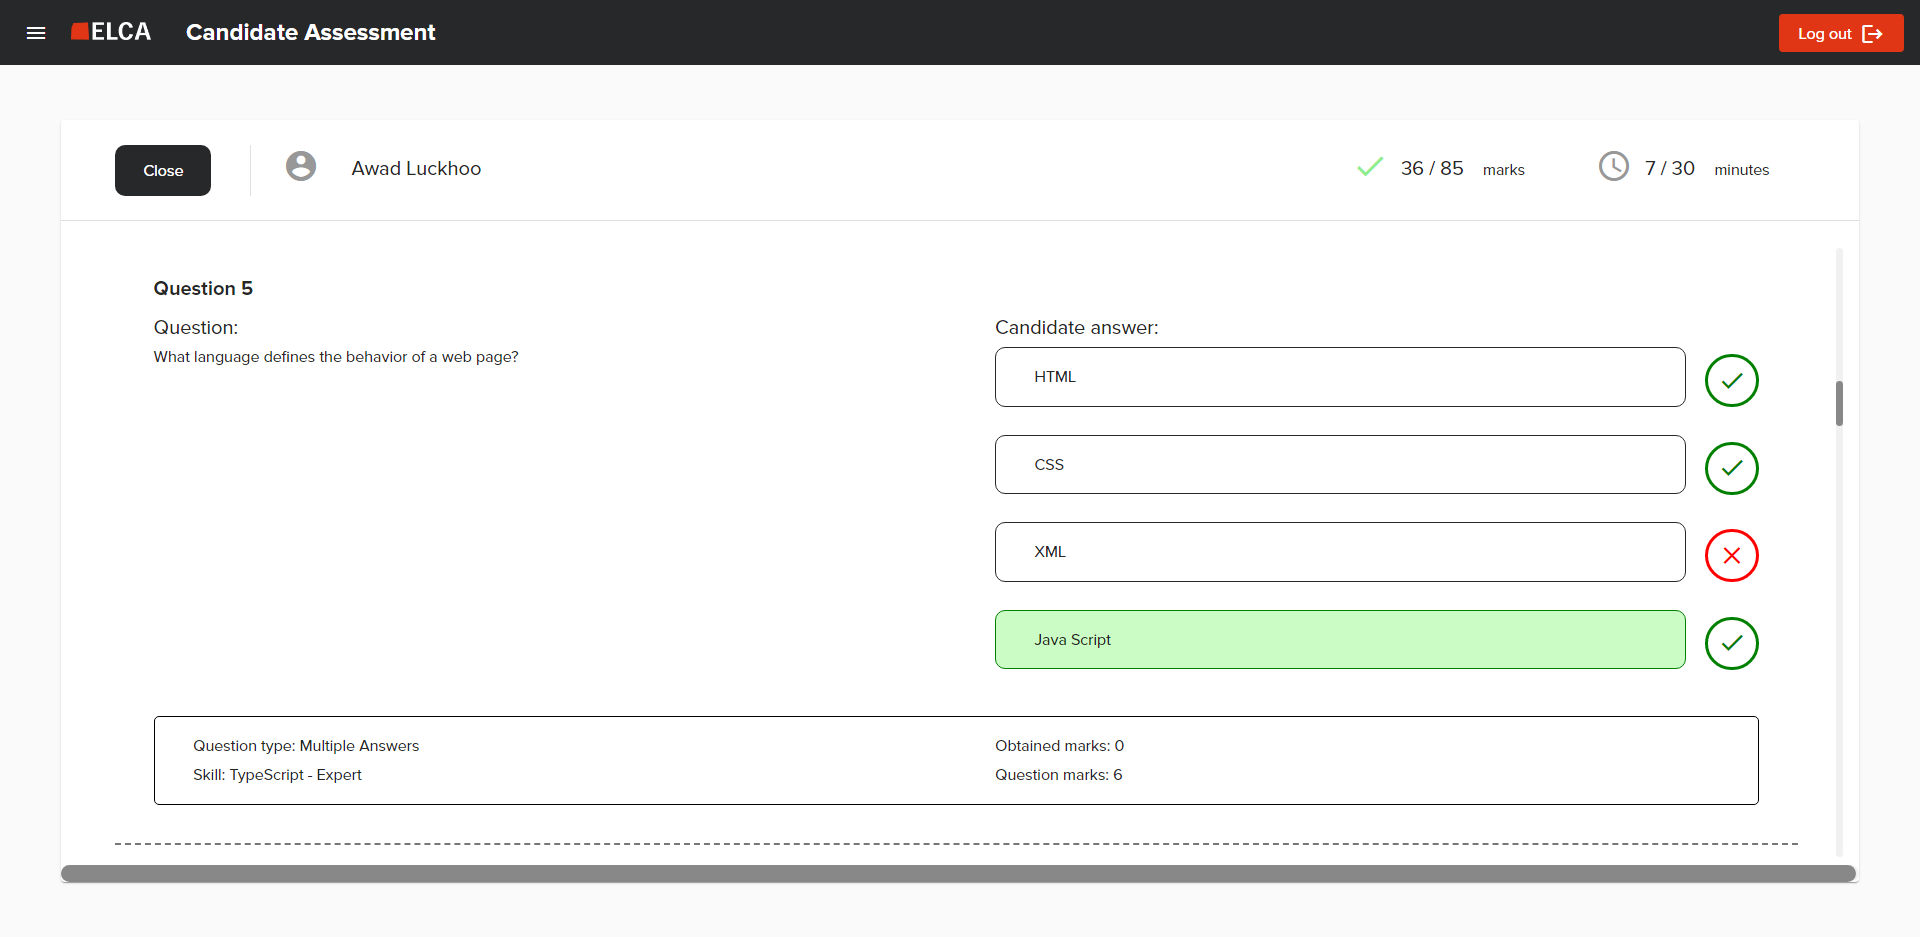 ELCA Candidate Assessment Log out
Close Awad Luckhoo 36 / 85 marks 7 / 30 minutes
Question 5
Question:
What language defines the behavior of a web page?
Candidate answer:
HTML
CSS
XML
Java Script
Question type: Multiple Answers
Skill: TypeScript - Expert
Obtained marks: 0
Question marks: 6